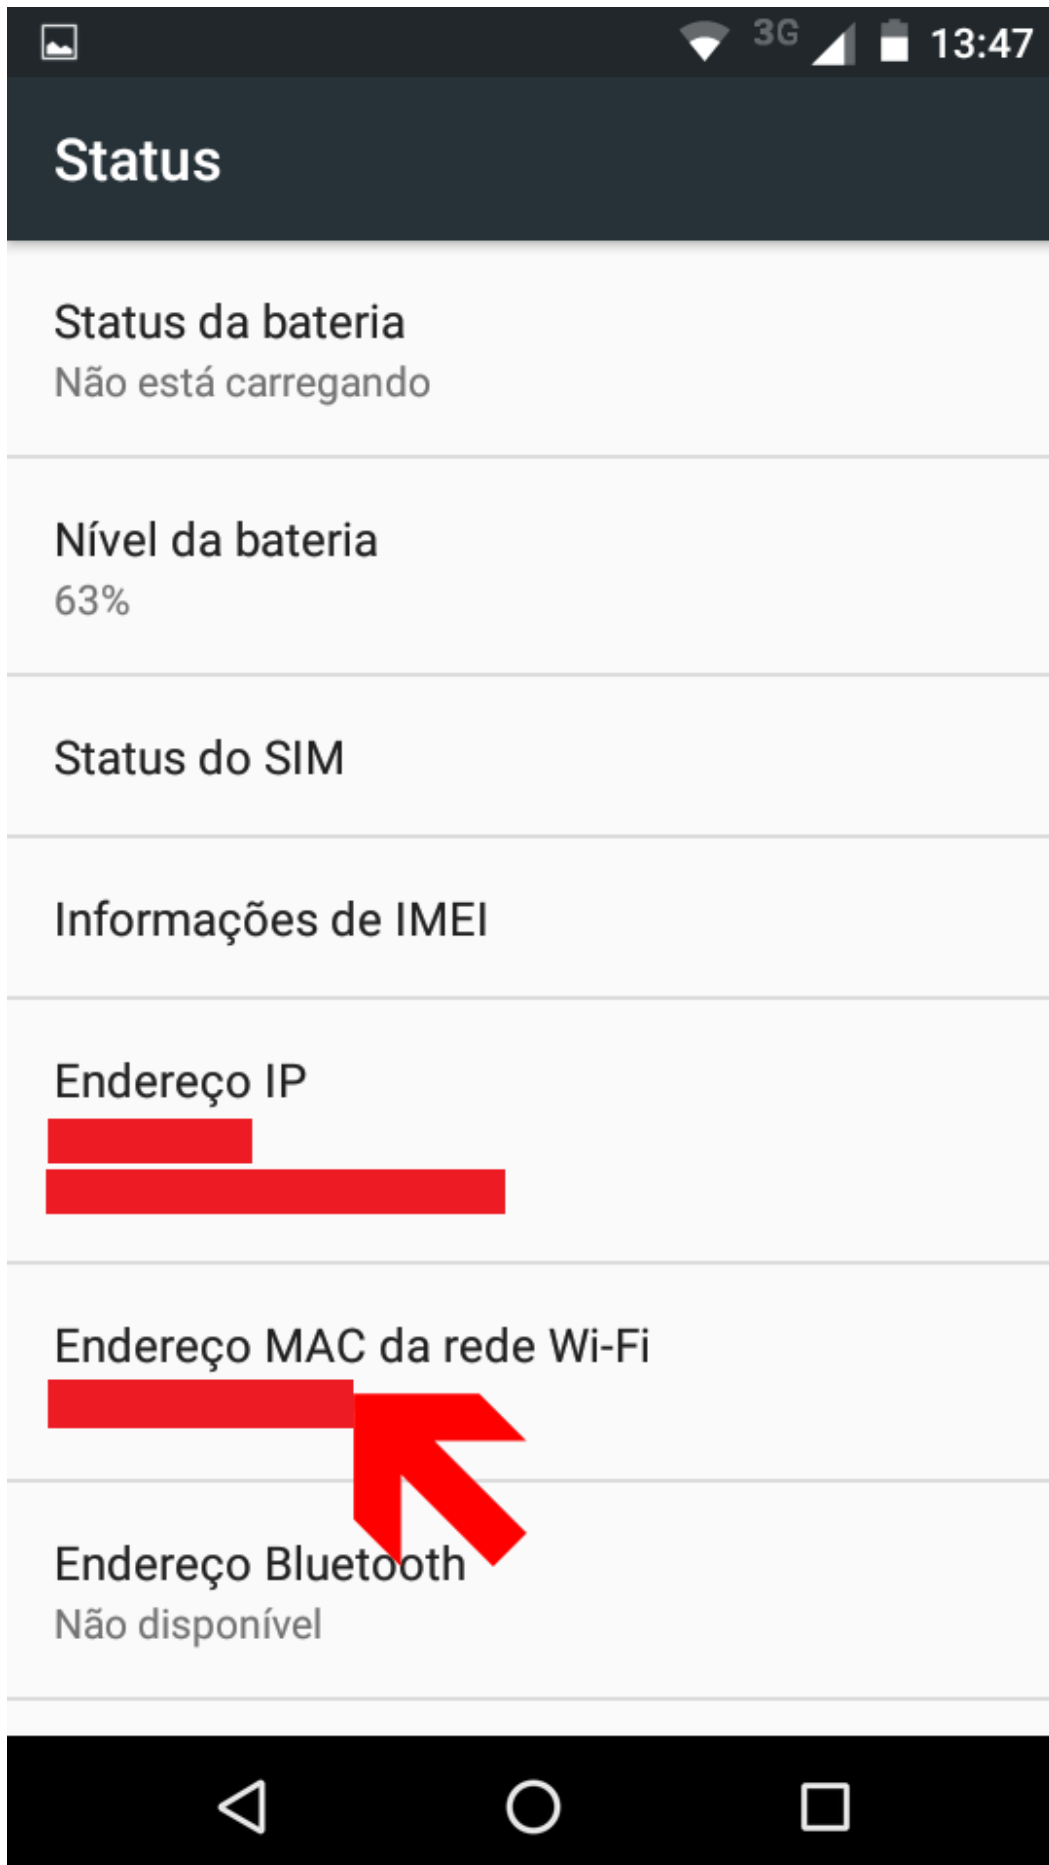 3G 13:47
Status
Status da bateria
Não está carregando
Nível da bateria
63%
Status do SIM
Informações de IMEI
Endereço IP
Endereço MAC da rede Wi-Fi
Endereço Bluetooth
Não disponível